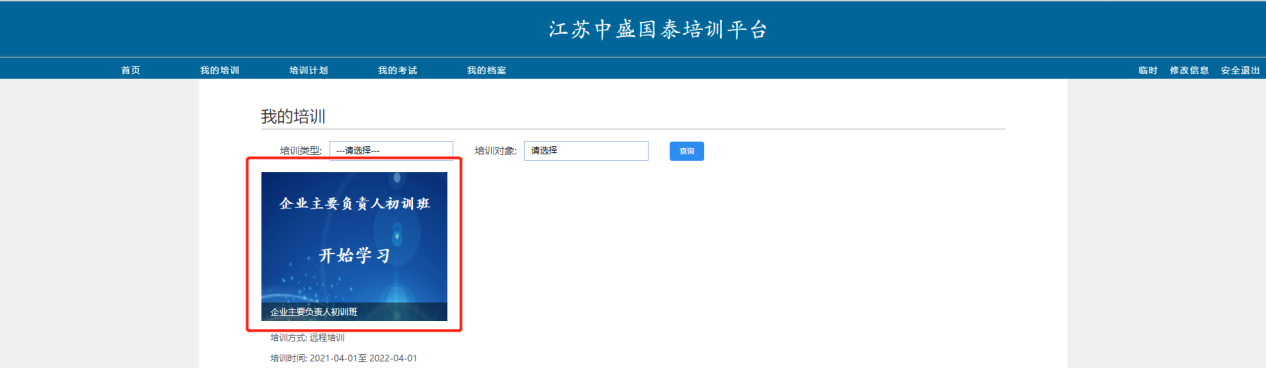 江苏中盛国泰培训平台
首页 我的培训 培训计划 我的考试 我的档案 临时 修改信息 安全退出
我的培训
培训类型: ---请选择--- 培训对象: 请选择 查询
企业主要负责人初训班
开始学习
企业主要负责人初训班
培训方式: 远程培训
培训时间: 2021-04-01至 2022-04-01